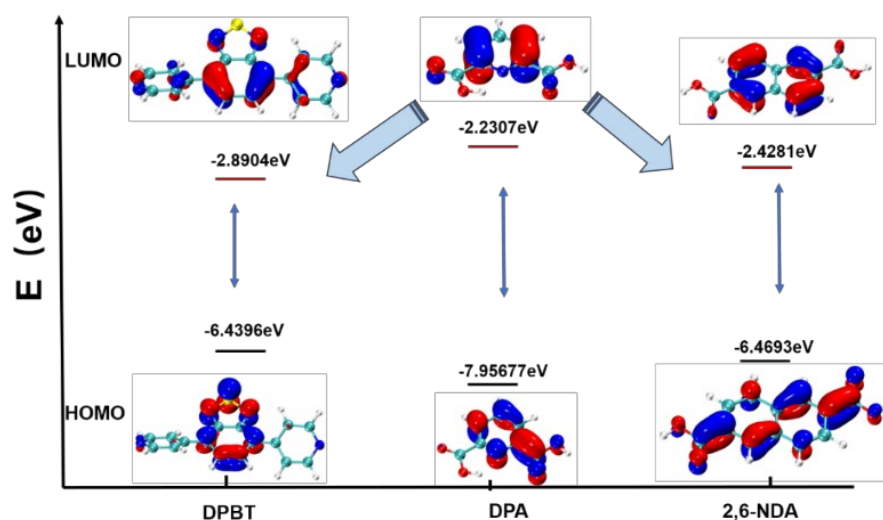 LUMO
-2.8904eV
-2.2307eV
-2.4281eV
E (eV)
-6.4396eV
-7.95677eV
-6.4693eV
HOMO
DPBT
DPA
2,6-NDA